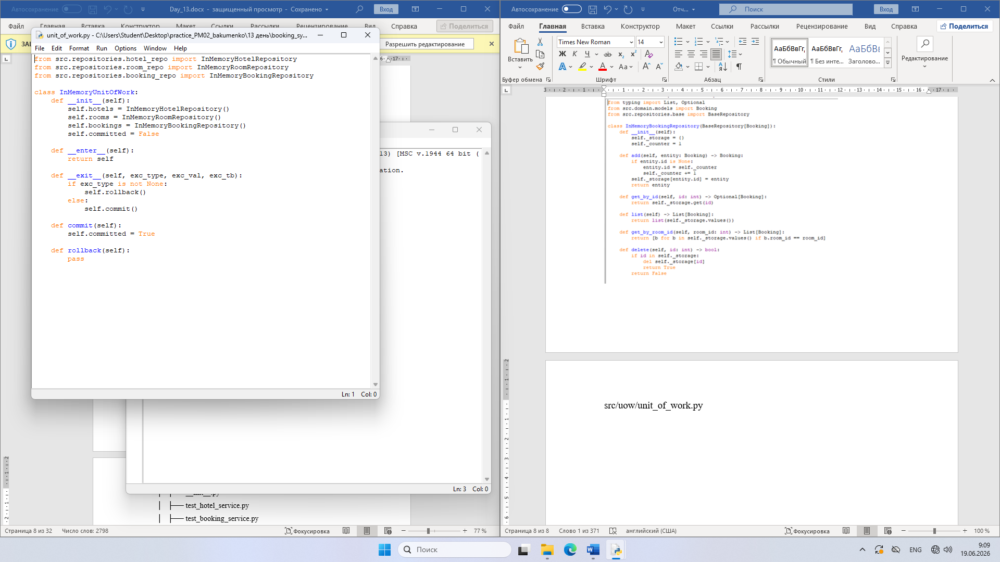 Автосохранение
Day_13.docx - защищенный просмотр - Сохранено
Вход
Файл Главная Вставка Конструктор Макет Ссылки Рассылки Рецензирование Вид Справка
Поделиться
Разрешить редактирование
unit_of_work.py - C:\Users\Student\Desktop\practice_PM02_bakumenko\13 день\booking_sy...
File Edit Format Run Options Window Help
from src.repositories.hotel_repo import InMemoryHotelRepository
from src.repositories.room_repo import InMemoryRoomRepository
from src.repositories.booking_repo import InMemoryBookingRepository
class InMemoryUnitOfWork:
def __init__(self):
self.hotels = InMemoryHotelRepository()
self.rooms = InMemoryRoomRepository()
self.bookings = InMemoryBookingRepository()
self.committed = False
def __enter__(self):
return self
def __exit__(self, exc_type, exc_val, exc_tb):
if exc_type is not None:
self.rollback()
else:
self.commit()
def commit(self):
self.committed = True
def rollback(self):
pass
Ln: 1 Col: 0
13) [MSC v.1944 64 bit (
ation.
Ln: 3 Col: 0
│ ├── __init__.py
│ ├── test_hotel_service.py
│ ├── test_booking_service.py
Страница 8 из 32 Число слов: 2798
Фокусировка
77 %
Автосохранение
Отч...
Поиск
Вход
Файл Главная Вставка Конструктор Макет Ссылки Рассылки Рецензирование Вид Справка
Поделиться
Вставить
Буфер обмена
Times New Roman 14
Ж К Ч ab x₂ x²
Aa
Шрифт
Абзац
АаБбВвГг, АаБбВвГг, АаБбВ
¶ Обычный ¶ Без инте... Заголово...
Стили
Редактирование
from typing import List, Optional
from src.domain.models import Booking
from src.repositories.base import BaseRepository
class InMemoryBookingRepository(BaseRepository[Booking]):
def __init__(self):
self._storage = {}
self._counter = 1
def add(self, entity: Booking) -> Booking:
if entity.id is None:
entity.id = self._counter
self._counter += 1
self._storage[entity.id] = entity
return entity
def get_by_id(self, id: int) -> Optional[Booking]:
return self._storage.get(id)
def list(self) -> List[Booking]:
return list(self._storage.values())
def get_by_room_id(self, room_id: int) -> List[Booking]:
return [b for b in self._storage.values() if b.room_id == room_id]
def delete(self, id: int) -> bool:
if id in self._storage:
del self._storage[id]
return True
return False
src/uow/unit_of_work.py
Страница 8 из 8 Слово 1 из 371 английский (США)
Фокусировка
100 %
Поиск
ENG
9:09
19.06.2026